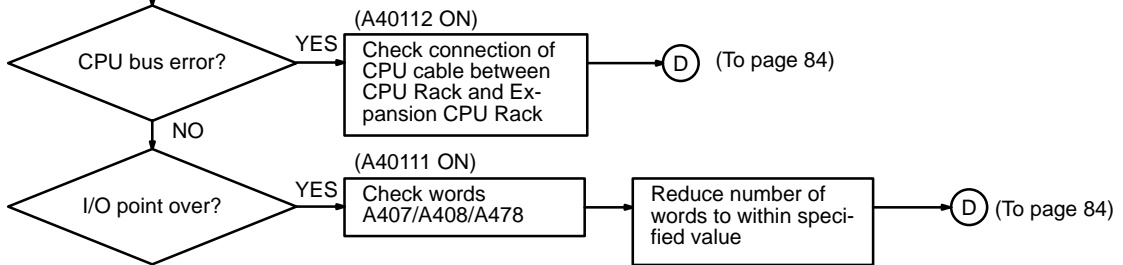 (A40112 ON)
CPU bus error?
YES
Check connection of
CPU cable between
CPU Rack and Ex-
pansion CPU Rack
D
(To page 84)
NO
(A40111 ON)
I/O point over?
YES
Check words
A407/A408/A478
Reduce number of
words to within speci-
fied value
D
(To page 84)